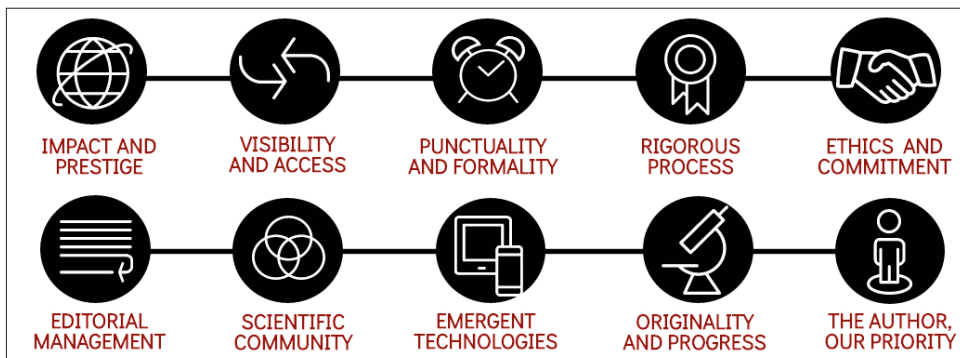 IMPACT AND
PRESTIGE
VISIBILITY
AND ACCESS
PUNCTUALITY
AND FORMALITY
RIGOROUS
PROCESS
ETHICS AND
COMMITMENT
EDITORIAL
MANAGEMENT
SCIENTIFIC
COMMUNITY
EMERGENT
TECHNOLOGIES
ORIGINALITY
AND PROGRESS
THE AUTHOR,
OUR PRIORITY